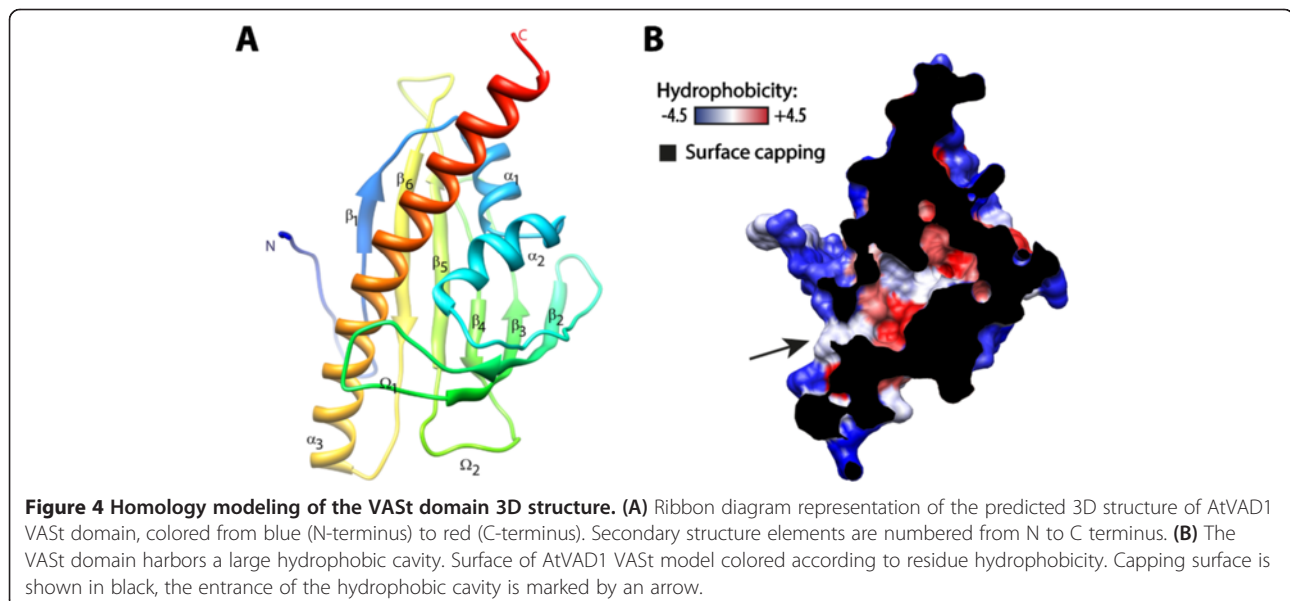 A
B
C
N
β1
β6
α1
α2
β5
β4
β3
β2
Ω1
α3
Ω2
Hydrophobicity:
-4.5 +4.5
Surface capping
Figure 4 Homology modeling of the VASt domain 3D structure. (A) Ribbon diagram representation of the predicted 3D structure of AtVAD1
VASt domain, colored from blue (N-terminus) to red (C-terminus). Secondary structure elements are numbered from N to C terminus. (B) The
VASt domain harbors a large hydrophobic cavity. Surface of AtVAD1 VASt model colored according to residue hydrophobicity. Capping surface is
shown in black, the entrance of the hydrophobic cavity is marked by an arrow.